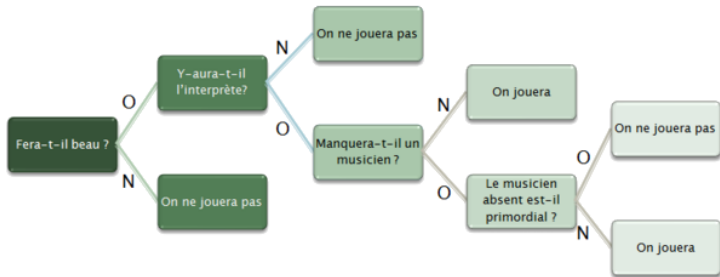 Fera-t-il beau ?
O
N
Y-aura-t-il
l'interprète?
On ne jouera pas
N
O
On ne jouera pas
Manquera-t-il un
musicien ?
N
O
On jouera
Le musicien
absent est-il
primordial ?
O
N
On ne jouera pas
On jouera